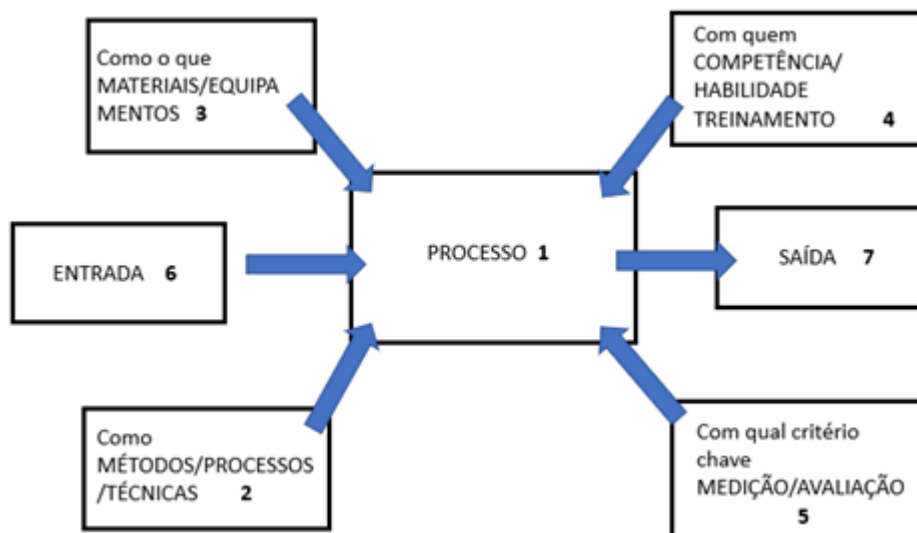 Como o que
MATERIAIS/EQUIPA
MENTOS 3
Com quem
COMPETÊNCIA/
HABILIDADE
TREINAMENTO 4
ENTRADA 6
PROCESSO 1
SAÍDA 7
Como
MÉTODOS/PROCESSOS
/TÉCNICAS 2
Com qual critério
chave
MEDIÇÃO/AVALIAÇÃO
5